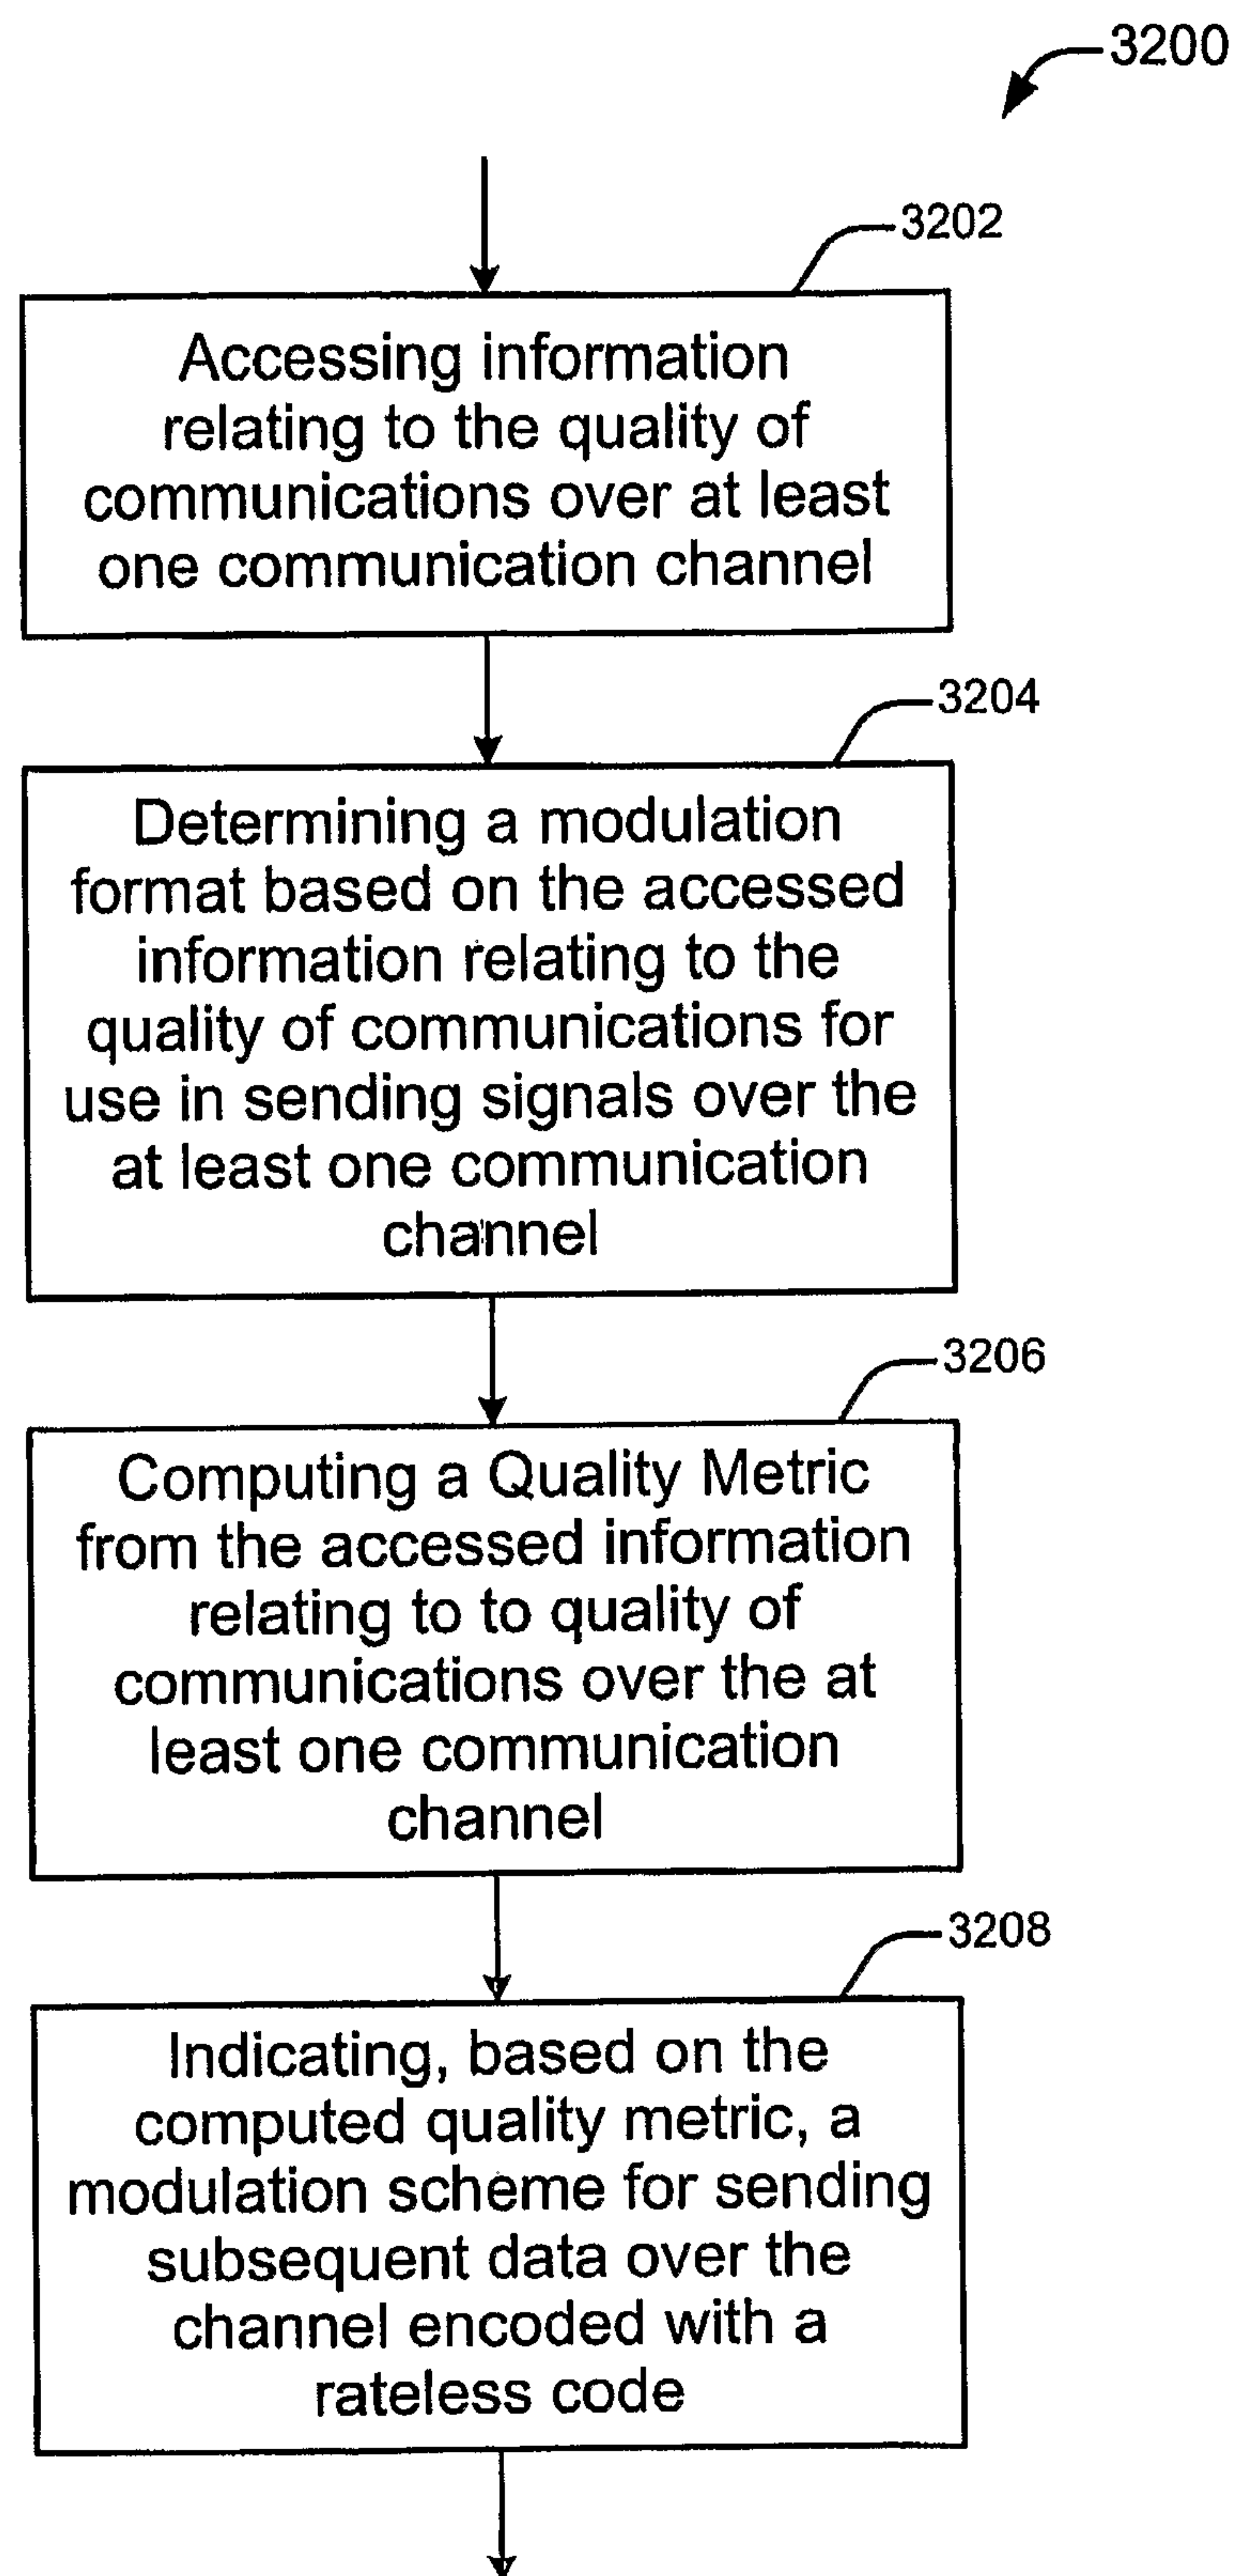 3200
3202
Accessing information
relating to the quality of
communications over at least
one communication channel
3204
Determining a modulation
format based on the accessed
information relating to the
quality of communications for
use in sending signals over the
at least one communication
channel
3206
Computing a Quality Metric
from the accessed information
relating to to quality of
communications over the at
least one communication
channel
3208
Indicating, based on the
computed quality metric, a
modulation scheme for sending
subsequent data over the
channel encoded with a
rateless code